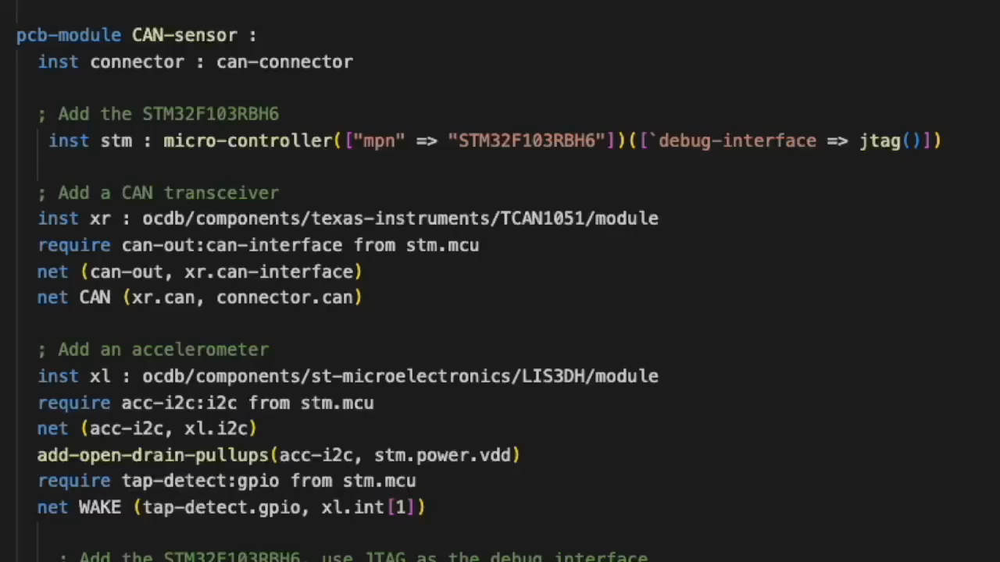 pcb-module CAN-sensor :
inst connector : can-connector
; Add the STM32F103RBH6
inst stm : micro-controller(["mpn" => "STM32F103RBH6"])([`debug-interface => jtag()])
; Add a CAN transceiver
inst xr : ocdb/components/texas-instruments/TCAN1051/module
require can-out:can-interface from stm.mcu
net (can-out, xr.can-interface)
net CAN (xr.can, connector.can)
; Add an accelerometer
inst xl : ocdb/components/st-microelectronics/LIS3DH/module
require acc-i2c:i2c from stm.mcu
net (acc-i2c, xl.i2c)
add-open-drain-pullups(acc-i2c, stm.power.vdd)
require tap-detect:gpio from stm.mcu
net WAKE (tap-detect.gpio, xl.int[1])
; Add the STM32F103RBH6, use JTAG as the debug interface